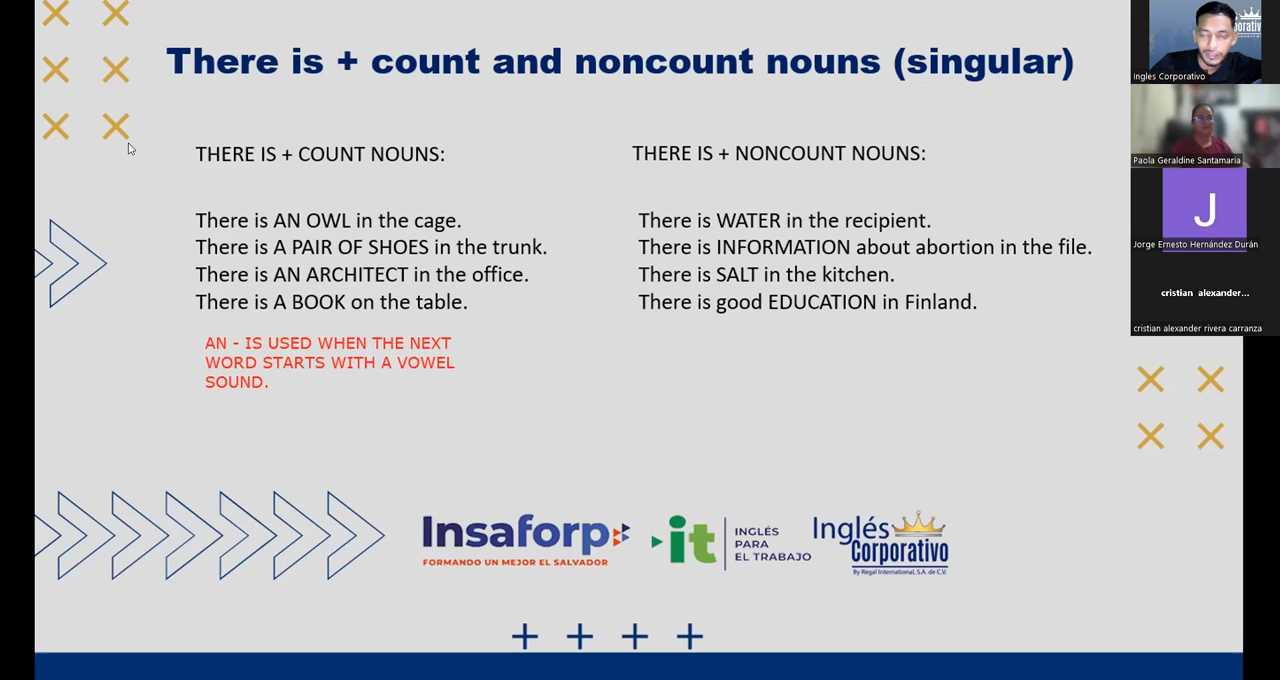 There is + count and noncount nouns (singular)
THERE IS + COUNT NOUNS:
There is AN OWL in the cage.
There is A PAIR OF SHOES in the trunk.
There is AN ARCHITECT in the office.
There is A BOOK on the table.
AN - IS USED WHEN THE NEXT
WORD STARTS WITH A VOWEL
SOUND.
THERE IS + NONCOUNT NOUNS:
There is WATER in the recipient.
There is INFORMATION about abortion in the file.
There is SALT in the kitchen.
There is good EDUCATION in Finland.
Insaforp
FORMANDO UN MEJOR EL SALVADOR
it
INGLÉS
PARA
EL TRABAJO
Inglés
Corporativo
By Regal International, S.A. de C.V.
Ingles Corporativo
Paola Geraldine Santamaria
J
Jorge Ernesto Hernández Durán
cristian alexander...
cristian alexander rivera carranza